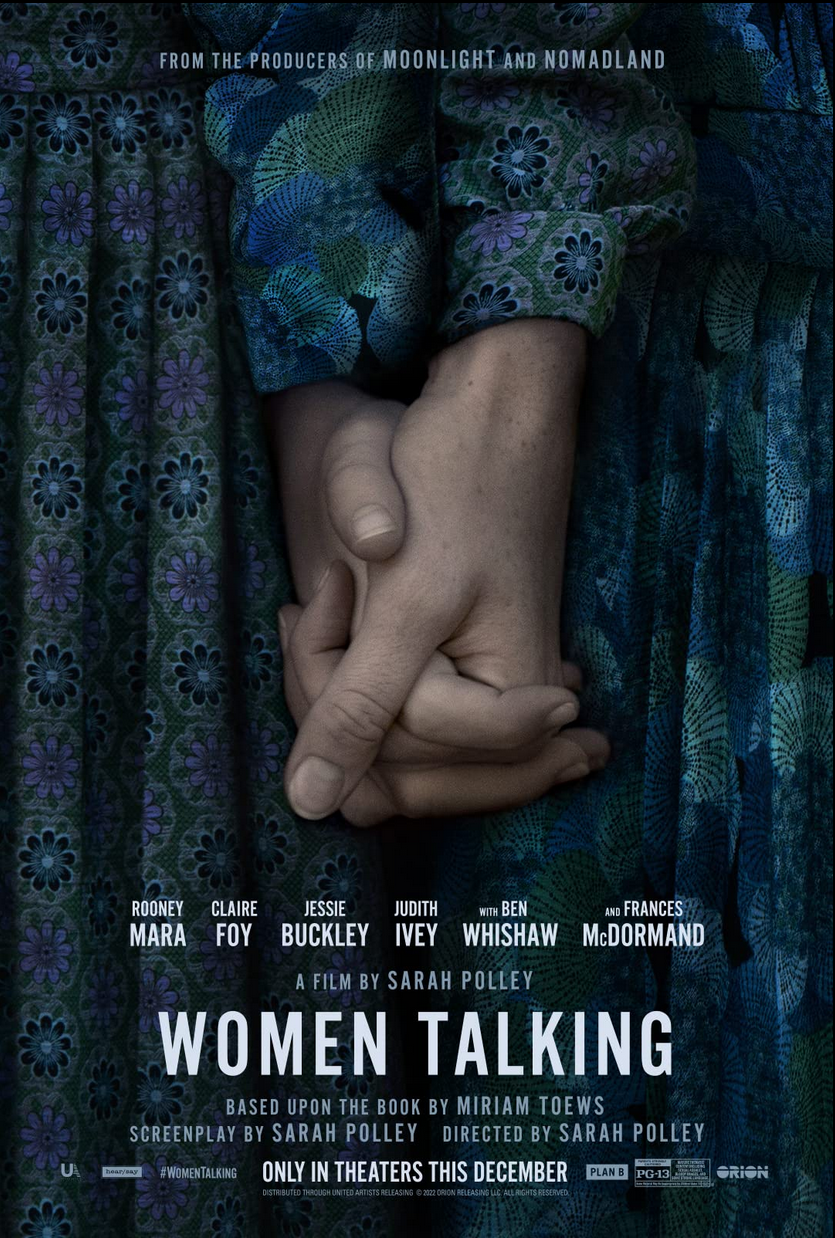 FROM THE PRODUCERS OF MOONLIGHT AND NOMADLAND
ROONEY MARA
CLAIRE FOY
JESSIE BUCKLEY
JUDITH IVEY
WITH BEN WHISHAW
AND FRANCES McDORMAND
A FILM BY SARAH POLLEY
WOMEN TALKING
BASED UPON THE BOOK BY MIRIAM TOEWS
SCREENPLAY BY SARAH POLLEY DIRECTED BY SARAH POLLEY
UA hear/say #WOMENTALKING ONLY IN THEATERS THIS DECEMBER PLAN B PG-13 ORION
DISTRIBUTED THROUGH UNITED ARTISTS RELEASING © 2022 ORION RELEASING LLC. ALL RIGHTS RESERVED.